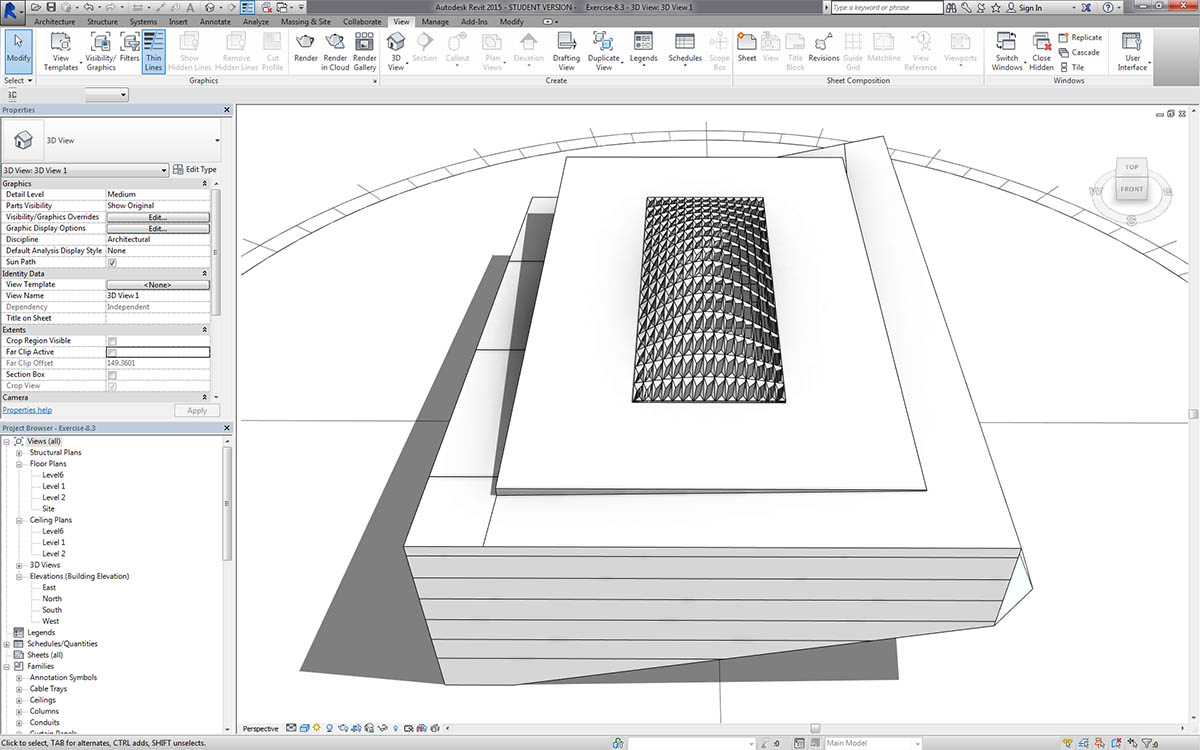 Autodesk Revit 2015 - STUDENT VERSION - Exercise-8.3 - 3D View: 3D View 1
Type a keyword or phrase
Sign In
Architecture Structure Systems Insert Annotate Analyze Massing & Site Collaborate View Manage Add-Ins Modify
Modify
View Templates
Visibility/ Graphics
Filters
Thin Lines
Show Hidden Lines
Remove Hidden Lines
Cut Profile
Render
Render in Cloud
Render Gallery
3D View
Section
Callout
Plan Views
Elevation
Drafting View
Duplicate View
Legends
Schedules
Scope Box
Sheet
View
Title Block
Revisions
Guide Grid
Matchline
View Reference
Viewports
Switch Windows
Close Hidden
Replicate
Cascade
Tile
User Interface
Select
Graphics
Create
Sheet Composition
Windows
3D
Properties
3D View
3D View: 3D View 1
Edit Type
Graphics
Detail Level Medium
Parts Visibility Show Original
Visibility/Graphics Overrides Edit...
Graphic Display Options Edit...
Discipline Architectural
Default Analysis Display Style None
Sun Path
Identity Data
View Template <None>
View Name 3D View 1
Dependency Independent
Title on Sheet
Extents
Crop Region Visible
Far Clip Active
Far Clip Offset 149.3601
Section Box
Crop View
Camera
Properties help
Apply
Project Browser - Exercise-8.3
Views (all)
Structural Plans
Floor Plans
Level6
Level 1
Level 2
Site
Ceiling Plans
Level6
Level 1
Level 2
3D Views
Elevations (Building Elevation)
East
North
South
West
Legends
Schedules/Quantities
Sheets (all)
Families
Annotation Symbols
Cable Trays
Ceilings
Columns
Conduits
Curtain Panels
TOP
FRONT
W
E
S
Perspective
Click to select, TAB for alternates, CTRL adds, SHIFT unselects.
:0
Main Model
:0